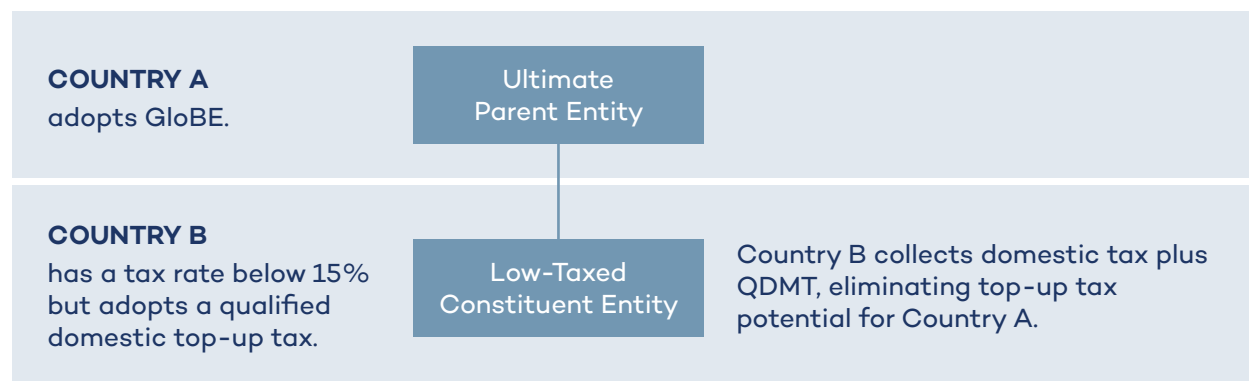 COUNTRY A
adopts GloBE.
Ultimate
Parent Entity
COUNTRY B
has a tax rate below 15%
but adopts a qualified
domestic top-up tax.
Low-Taxed
Constituent Entity
Country B collects domestic tax plus
QDMT, eliminating top-up tax
potential for Country A.